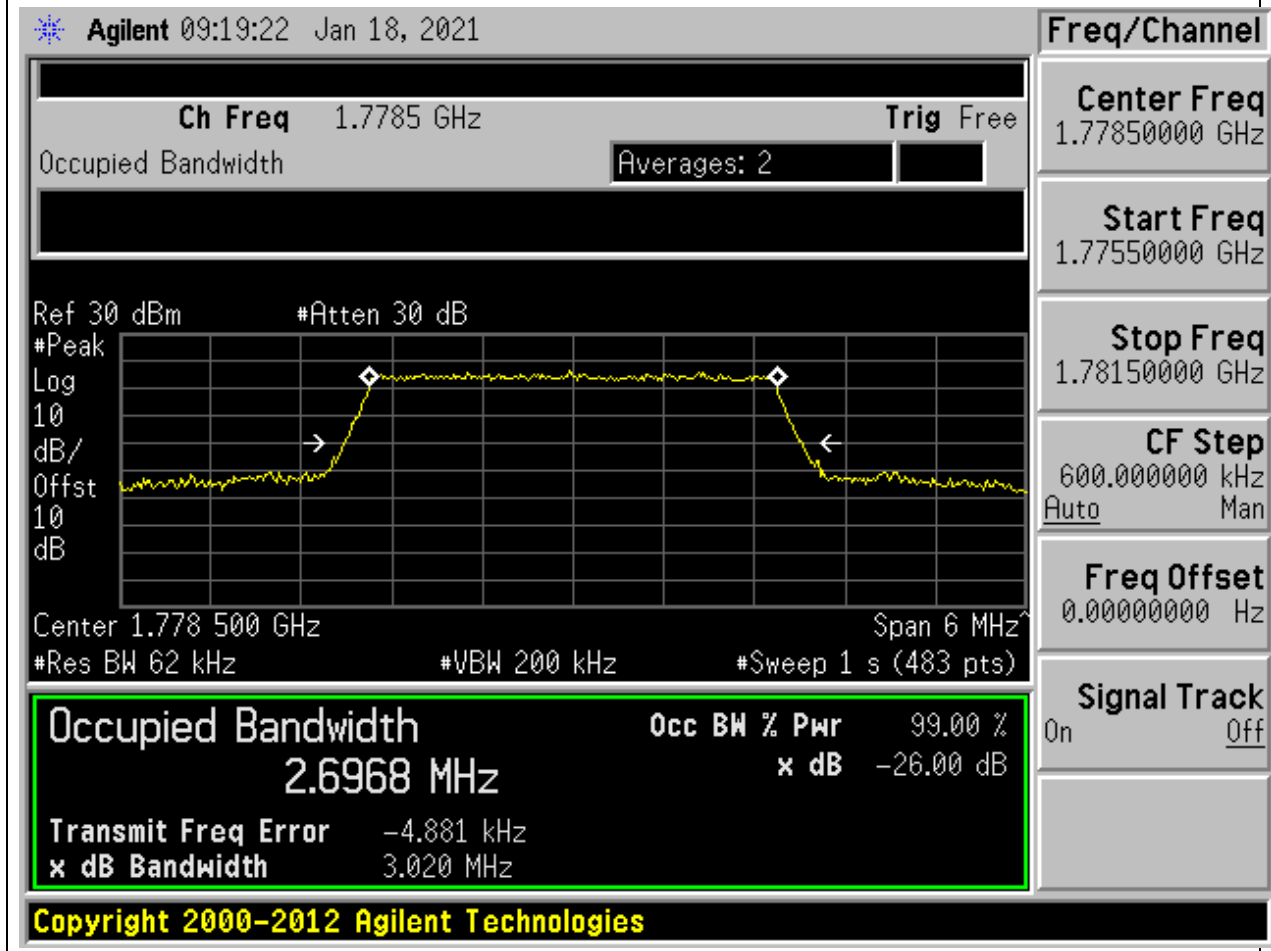 Agilent 09:19:22 Jan 18, 2021
Freq/Channel
Ch Freq 1.7785 GHz Trig Free
Occupied Bandwidth Averages: 2
Ref 30 dBm #Atten 30 dB
#Peak
Log
10
dB/
Offst
10
dB
Center 1.778 500 GHz Span 6 MHz^
#Res BW 62 kHz #VBW 200 kHz #Sweep 1 s (483 pts)
Occupied Bandwidth Occ BW % Pwr 99.00 %
2.6968 MHz x dB -26.00 dB
Transmit Freq Error -4.881 kHz
x dB Bandwidth 3.020 MHz
Center Freq
1.77850000 GHz
Start Freq
1.77550000 GHz
Stop Freq
1.78150000 GHz
CF Step
600.000000 kHz
Auto Man
Freq Offset
0.00000000 Hz
Signal Track
On Off
Copyright 2000-2012 Agilent Technologies